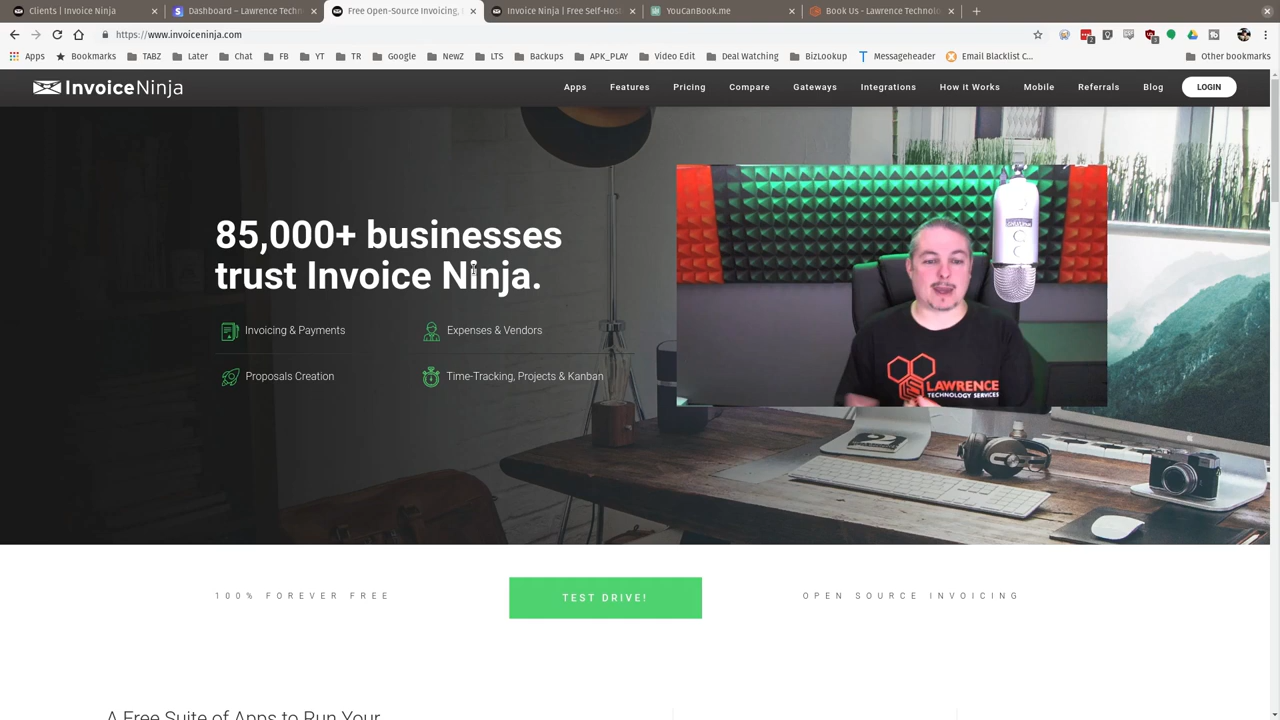 Clients | Invoice Ninja
Dashboard – Lawrence Techn
Free Open-Source Invoicing,
Invoice Ninja | Free Self-Hos
YouCanBook.me
Book Us - Lawrence Technolo
https://www.invoiceninja.com
Apps
Bookmarks
TABZ
Later
Chat
FB
YT
TR
Google
NewZ
LTS
Backups
APK_PLAY
Video Edit
Deal Watching
BizLookup
Messageheader
Email Blacklist C...
Other bookmarks
InvoiceNinja
Apps
Features
Pricing
Compare
Gateways
Integrations
How it Works
Mobile
Referrals
Blog
LOGIN
85,000+ businesses
trust Invoice Ninja.
Invoicing & Payments
Expenses & Vendors
Proposals Creation
Time-Tracking, Projects & Kanban
LAWRENCE
TECHNOLOGY SERVICES
100% FOREVER FREE
TEST DRIVE!
OPEN SOURCE INVOICING
A Free Suite of Apps to Run Your